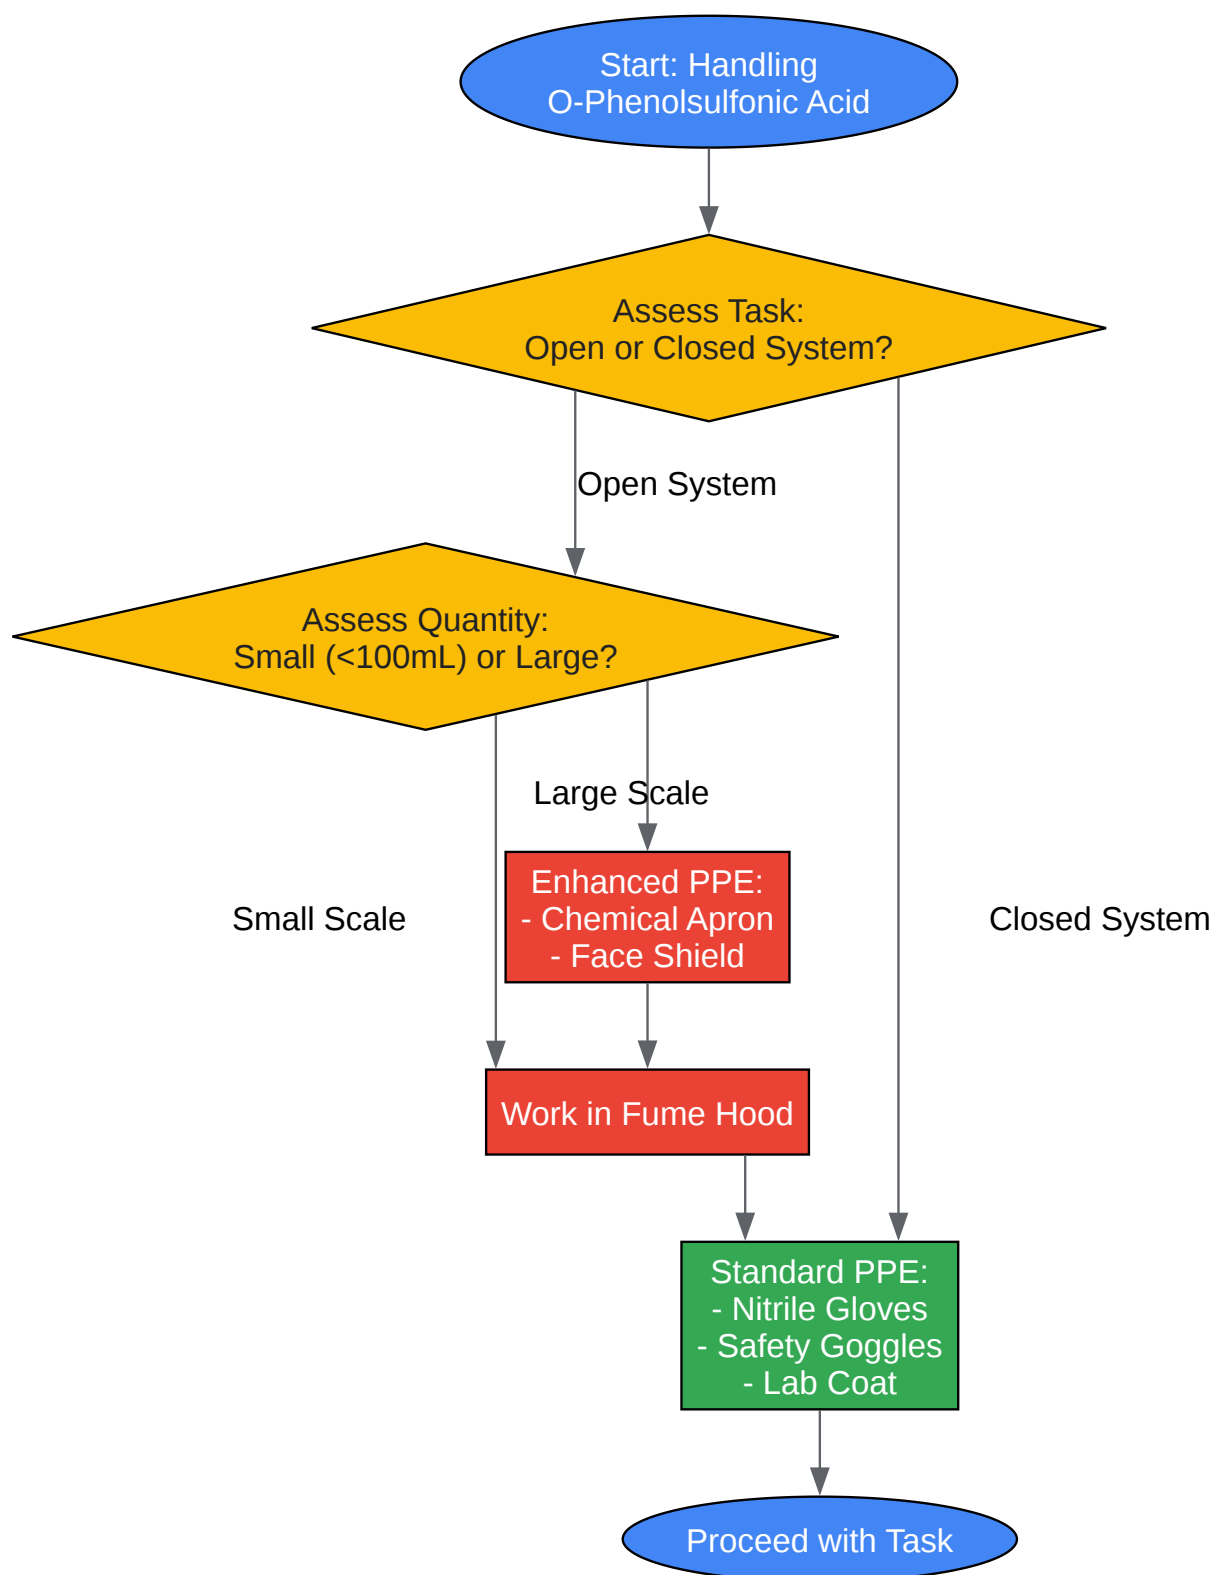 Start: Handling
O-Phenolsulfonic Acid
Assess Task:
Open or Closed System?
Open System
Assess Quantity:
Small (<100mL) or Large?
Large Scale
Enhanced PPE:
- Chemical Apron
- Face Shield
Small Scale
Closed System
Work in Fume Hood
Standard PPE:
- Nitrile Gloves
- Safety Goggles
- Lab Coat
Proceed with Task